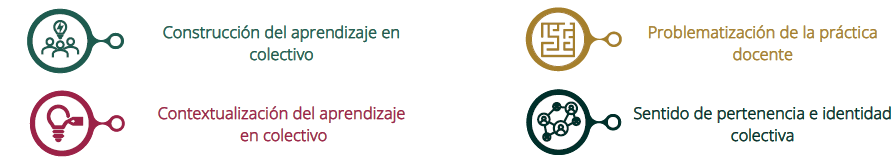 Construcción del aprendizaje en
colectivo
Problematización de la práctica
docente
Contextualización del aprendizaje
en colectivo
Sentido de pertenencia e identidad
colectiva